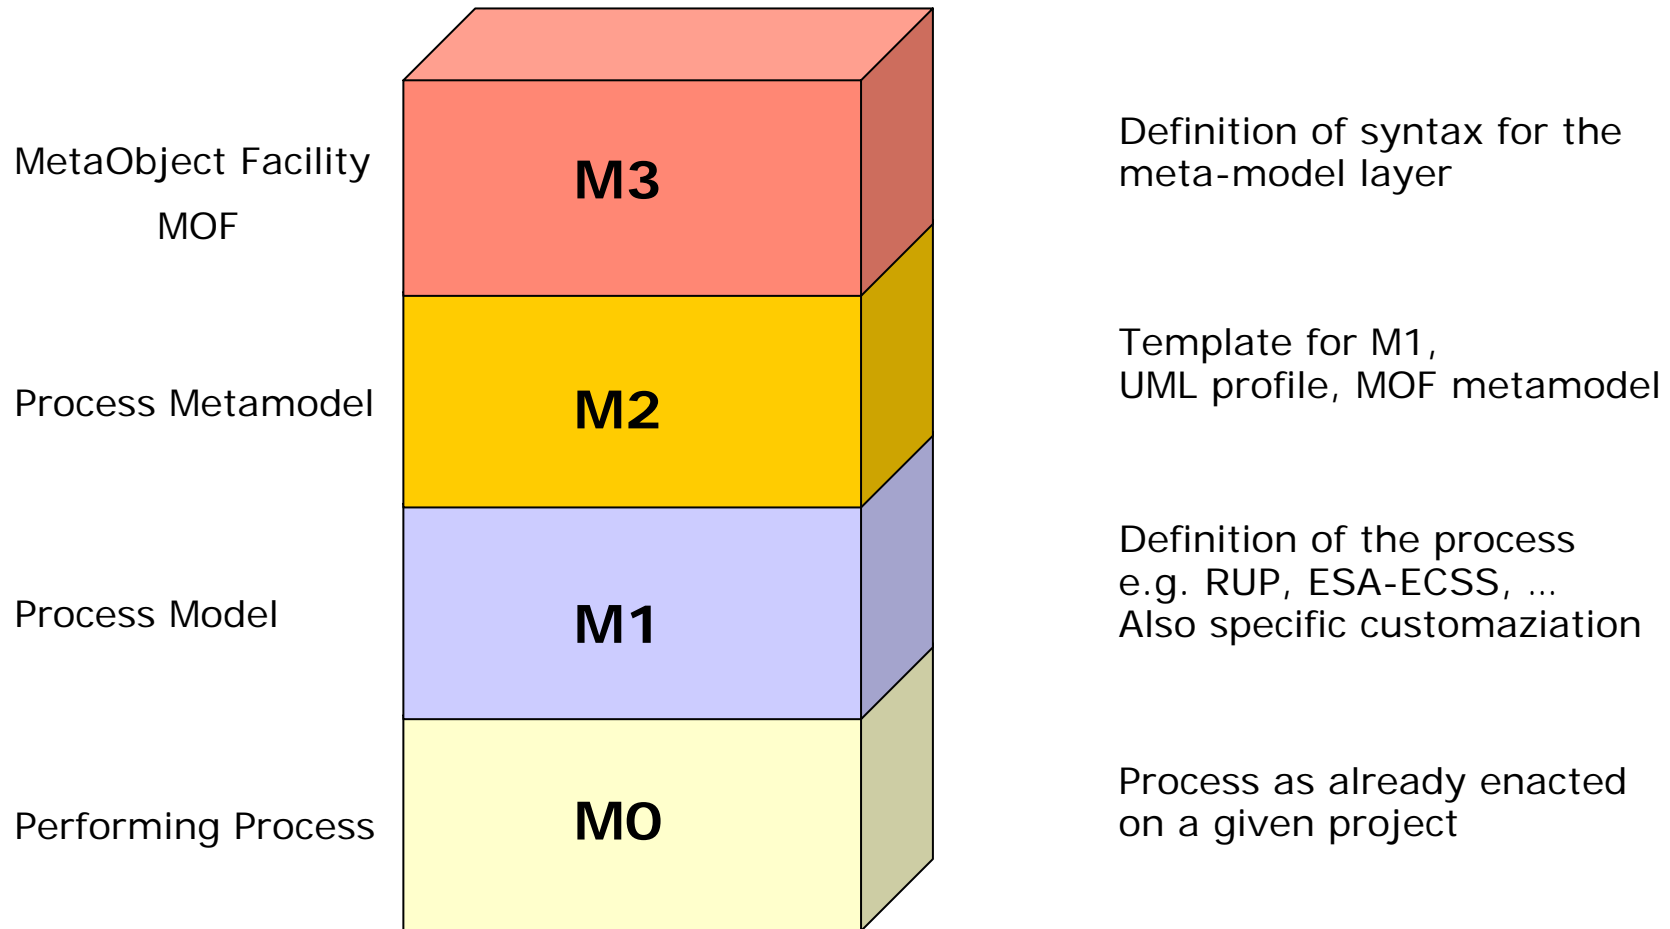 MetaObject Facility
MOF
M3
Definition of syntax for the
meta-model layer
Process Metamodel
M2
Template for M1,
UML profile, MOF metamodel
Process Model
M1
Definition of the process
e.g. RUP, ESA-ECSS, ...
Also specific customaziation
Performing Process
M0
Process as already enacted
on a given project